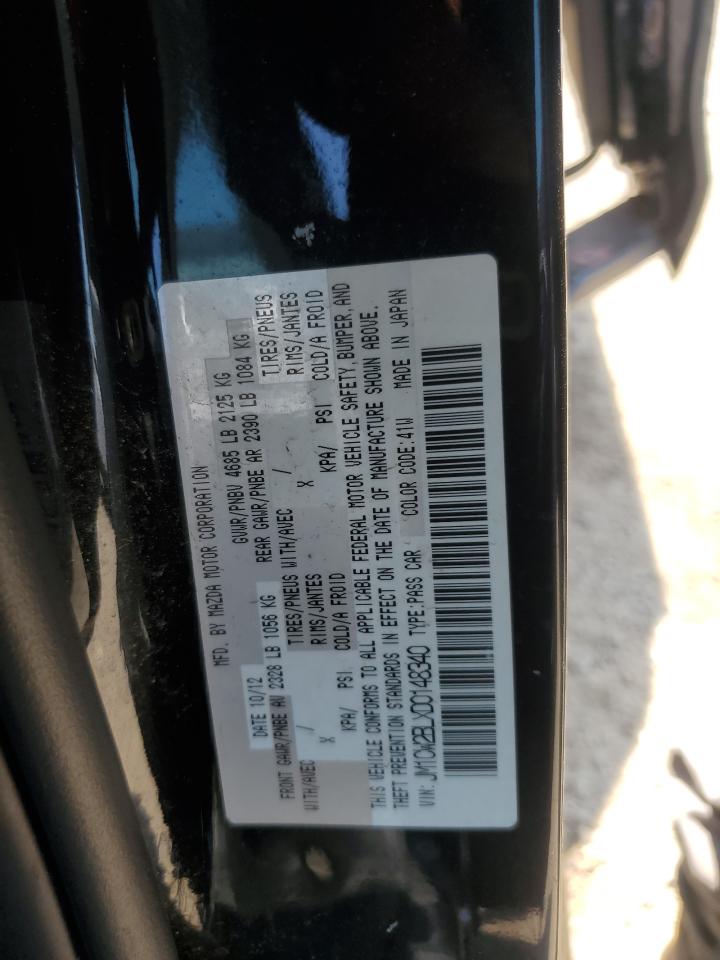 MFD. BY MAZDA MOTOR CORPORATION
DATE 10/12 GVWR/PNBV 4685 LB 2125 KG
FRONT GAWR/PNBE AV 2328 LB 1056 KG REAR GAWR/PNBE AR 2390 LB 1084 KG
WITH/AVEC / TIRES/PNEUS WITH/AVEC / TIRES/PNEUS
X RIMS/JANTES X RIMS/JANTES
KPA/ PSI COLD/A FROID KPA/ PSI COLD/A FROID
THIS VEHICLE CONFORMS TO ALL APPLICABLE FEDERAL MOTOR VEHICLE SAFETY, BUMPER, AND
THEFT PREVENTION STANDARDS IN EFFECT ON THE DATE OF MANUFACTURE SHOWN ABOVE.
VIN: JM1CW2BLXD0148340 TYPE:PASS CAR COLOR CODE:41W MADE IN JAPAN